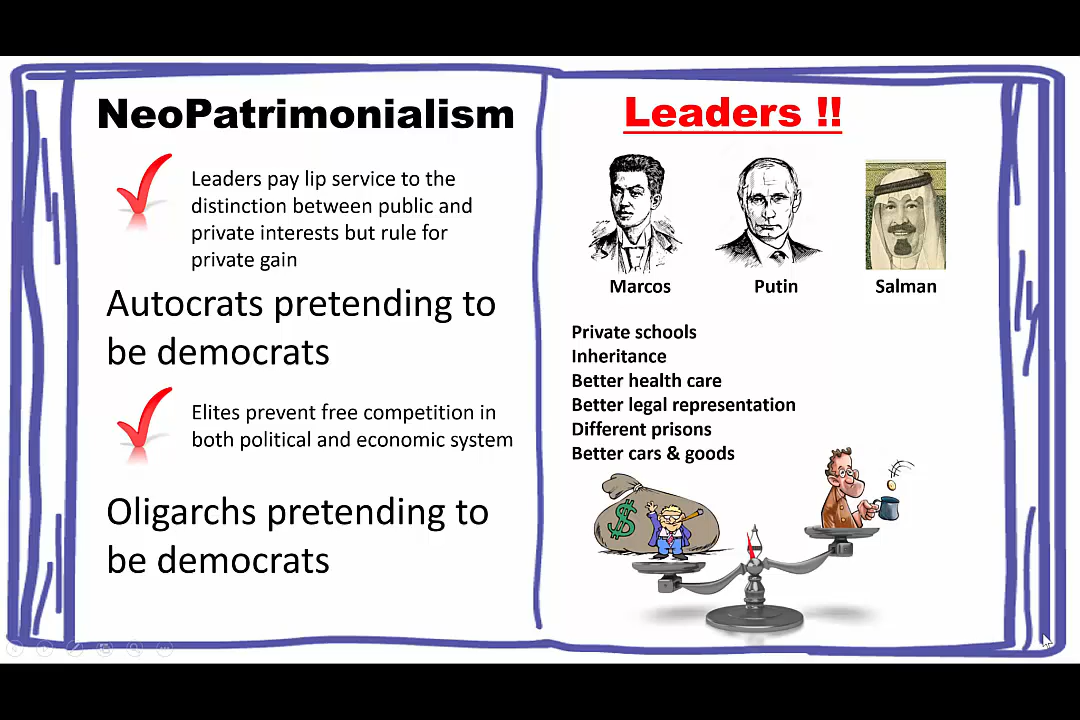 NeoPatrimonialism
Leaders pay lip service to the
distinction between public and
private interests but rule for
private gain
Autocrats pretending to
be democrats
Elites prevent free competition in
both political and economic system
Oligarchs pretending to
be democrats
Leaders !!
Marcos
Putin
Salman
Private schools
Inheritance
Better health care
Better legal representation
Different prisons
Better cars & goods
$